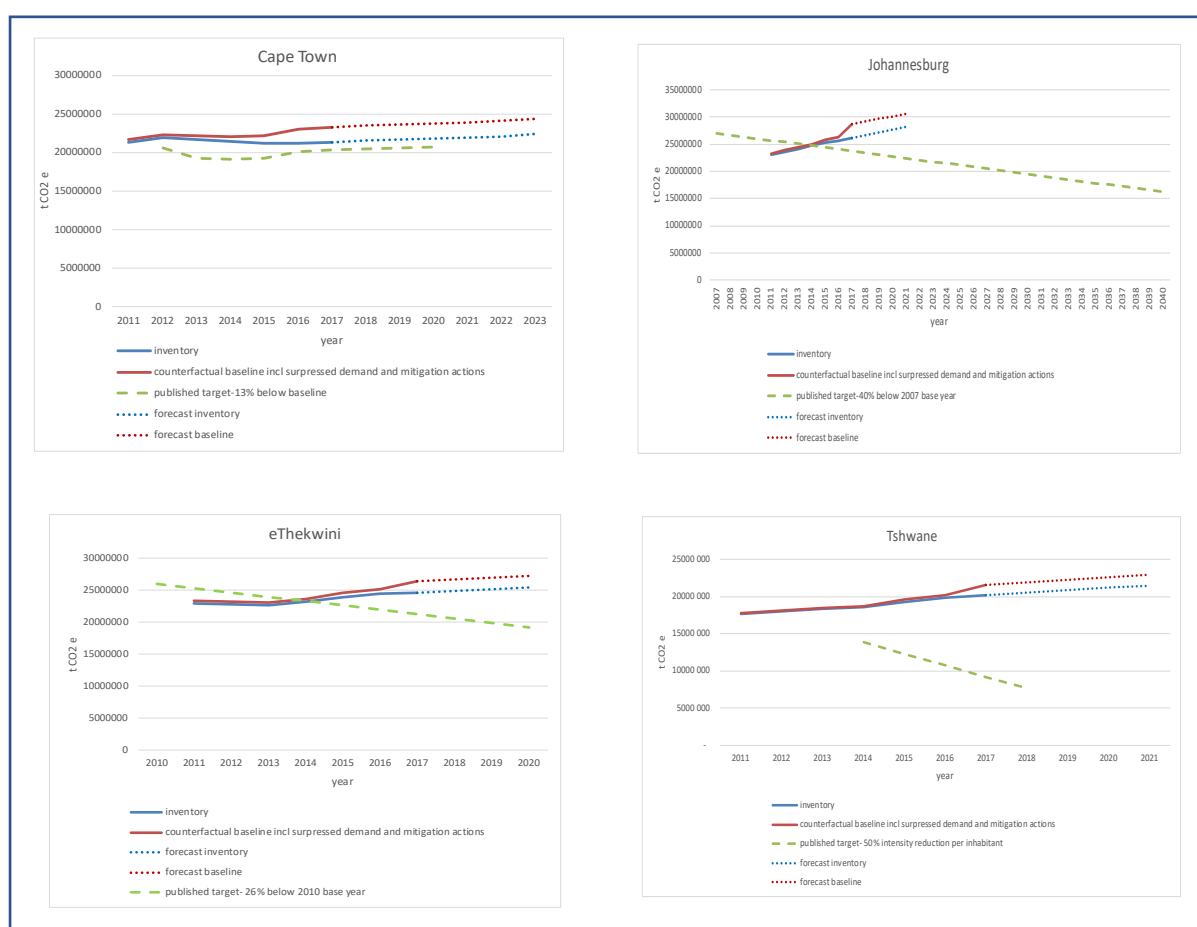 Cape Town
30000000
25000000
20000000
15000000
10000000
5000000
0
t CO2 e
2011 2012 2013 2014 2015 2016 2017 2018 2019 2020 2021 2022 2023
year
inventory
counterfactual baseline incl surpressed demand and mitigation actions
published target-13% below baseline
forecast inventory
forecast baseline
Johannesburg
35000000
30000000
25000000
20000000
15000000
10000000
5000000
0
t CO2 e
2007 2008 2009 2010 2011 2012 2013 2014 2015 2016 2017 2018 2019 2020 2021 2022 2023 2024 2025 2026 2027 2028 2029 2030 2031 2032 2033 2034 2035 2036 2037 2038 2039 2040
year
inventory
counterfactual baseline incl surpressed demand and mitigation actions
published target-40% below 2007 base year
forecast inventory
forecast baseline
eThekwini
30000000
25000000
20000000
15000000
10000000
5000000
0
t CO2 e
2010 2011 2012 2013 2014 2015 2016 2017 2018 2019 2020
year
inventory
counterfactual baseline incl surpressed demand and mitigation actions
forecast inventory
forecast baseline
published target- 26% below 2010 base year
Tshwane
25000 000
20000 000
15000 000
10000 000
5000 000
-
t CO2 e
2011 2012 2013 2014 2015 2016 2017 2018 2019 2020 2021
year
inventory
counterfactual baseline incl surpressed demand and mitigation actions
published target- 50% intensity reduction per inhabitant
forecast inventory
forecast baseline